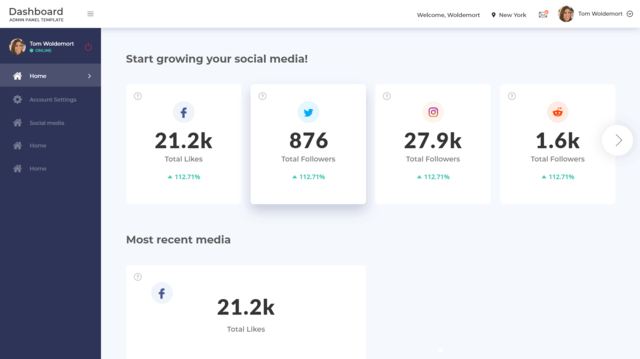 Dashboard
ADMIN PANEL TEMPLATE
Welcome, Woldemort
New York
Tom Woldemort
Tom Woldemort
ONLINE
Home
Account Settings
Social media
Home
Home
Start growing your social media!
21.2k
Total Likes
112.71%
876
Total Followers
112.71%
27.9k
Total Followers
112.71%
1.6k
Total Followers
112.71%
Most recent media
21.2k
Total Likes